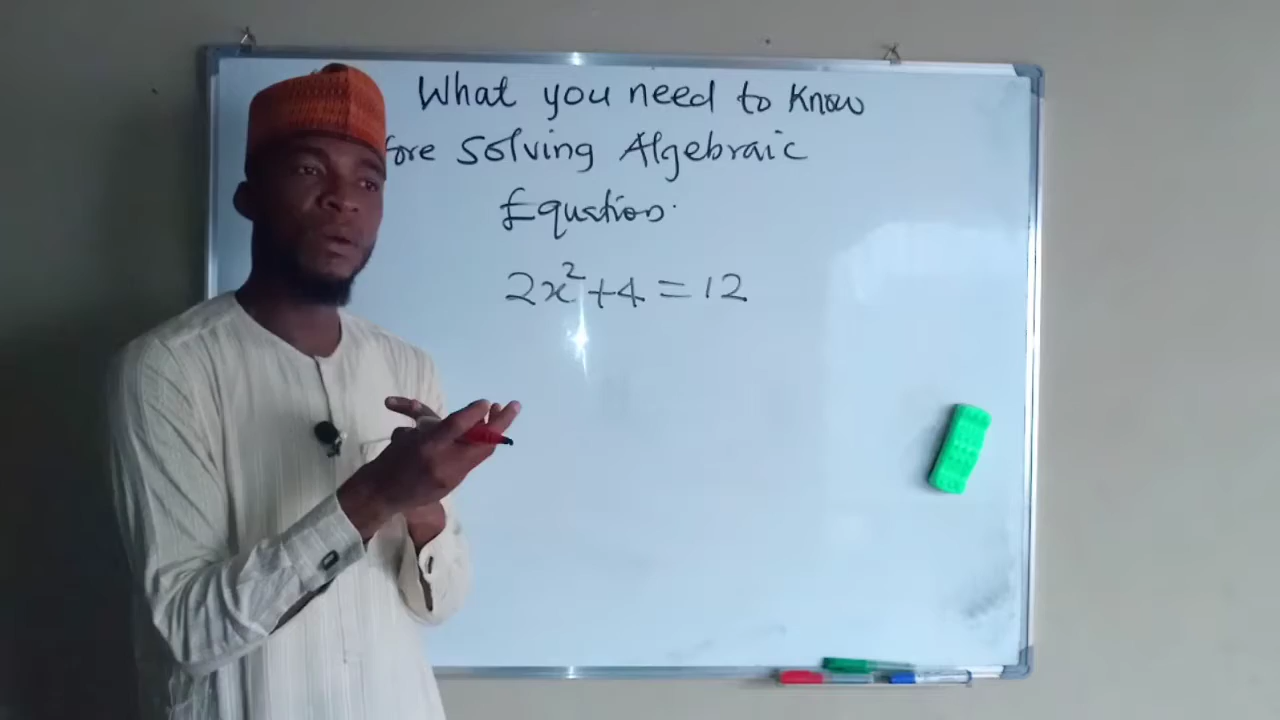 What you need to Know
fore Solving Algebraic
Equation.
2x²+4=12